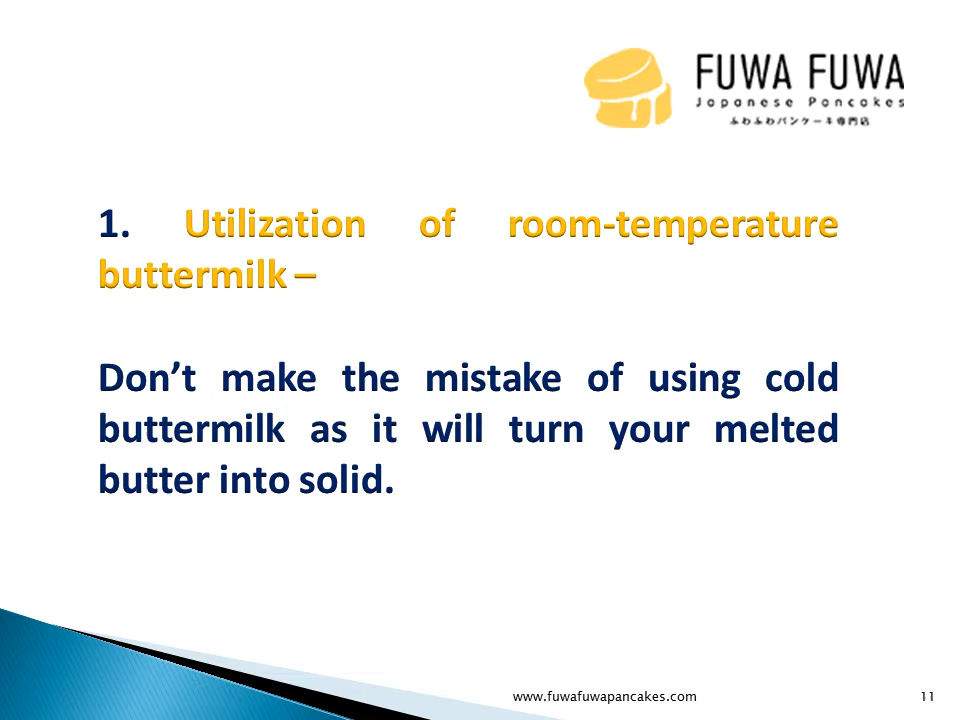 FUWA FUWA
Japanese Pancakes
ふわふわパンケーキ専門店
1. Utilization of room-temperature
buttermilk –
Don’t make the mistake of using cold
buttermilk as it will turn your melted
butter into solid.
www.fuwafuwapancakes.com 11